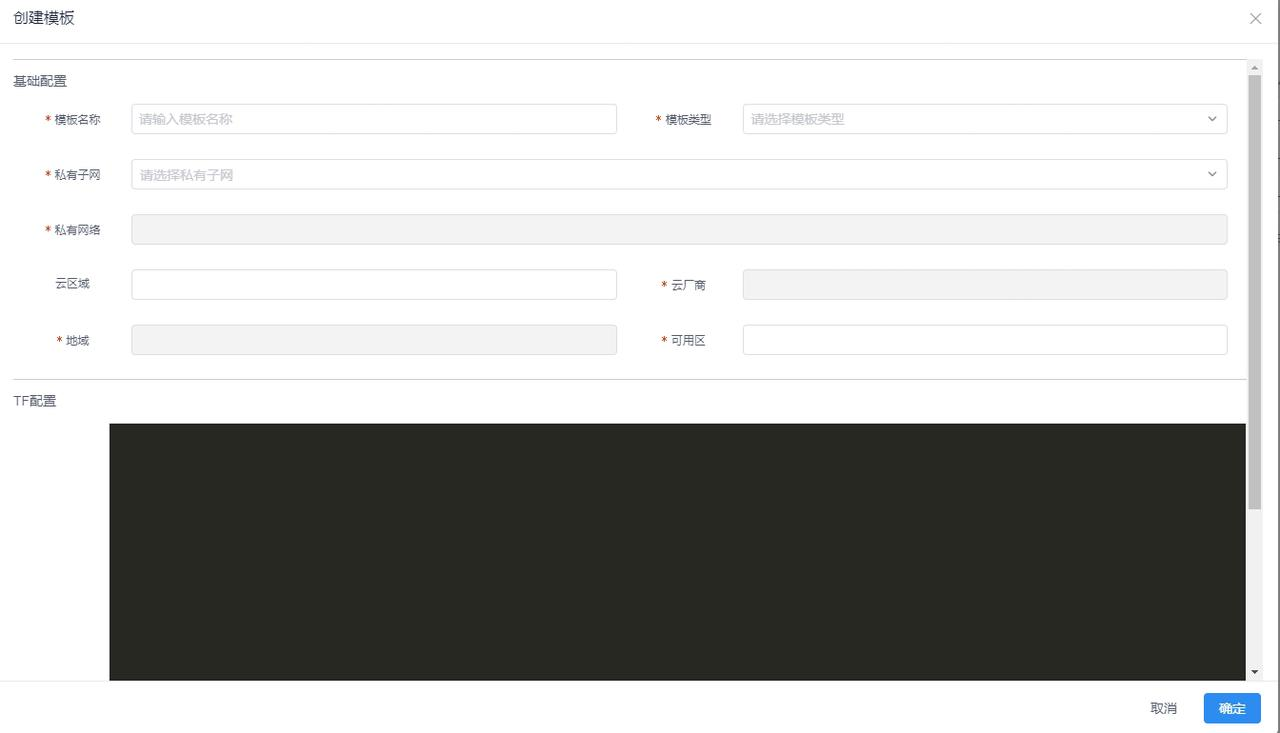 创建模板
基础配置
* 模板名称 请输入模板名称 * 模板类型 请选择模板类型
* 私有子网 请选择私有子网
* 私有网络
云区域 * 云厂商
* 地域 * 可用区
TF配置
取消 确定